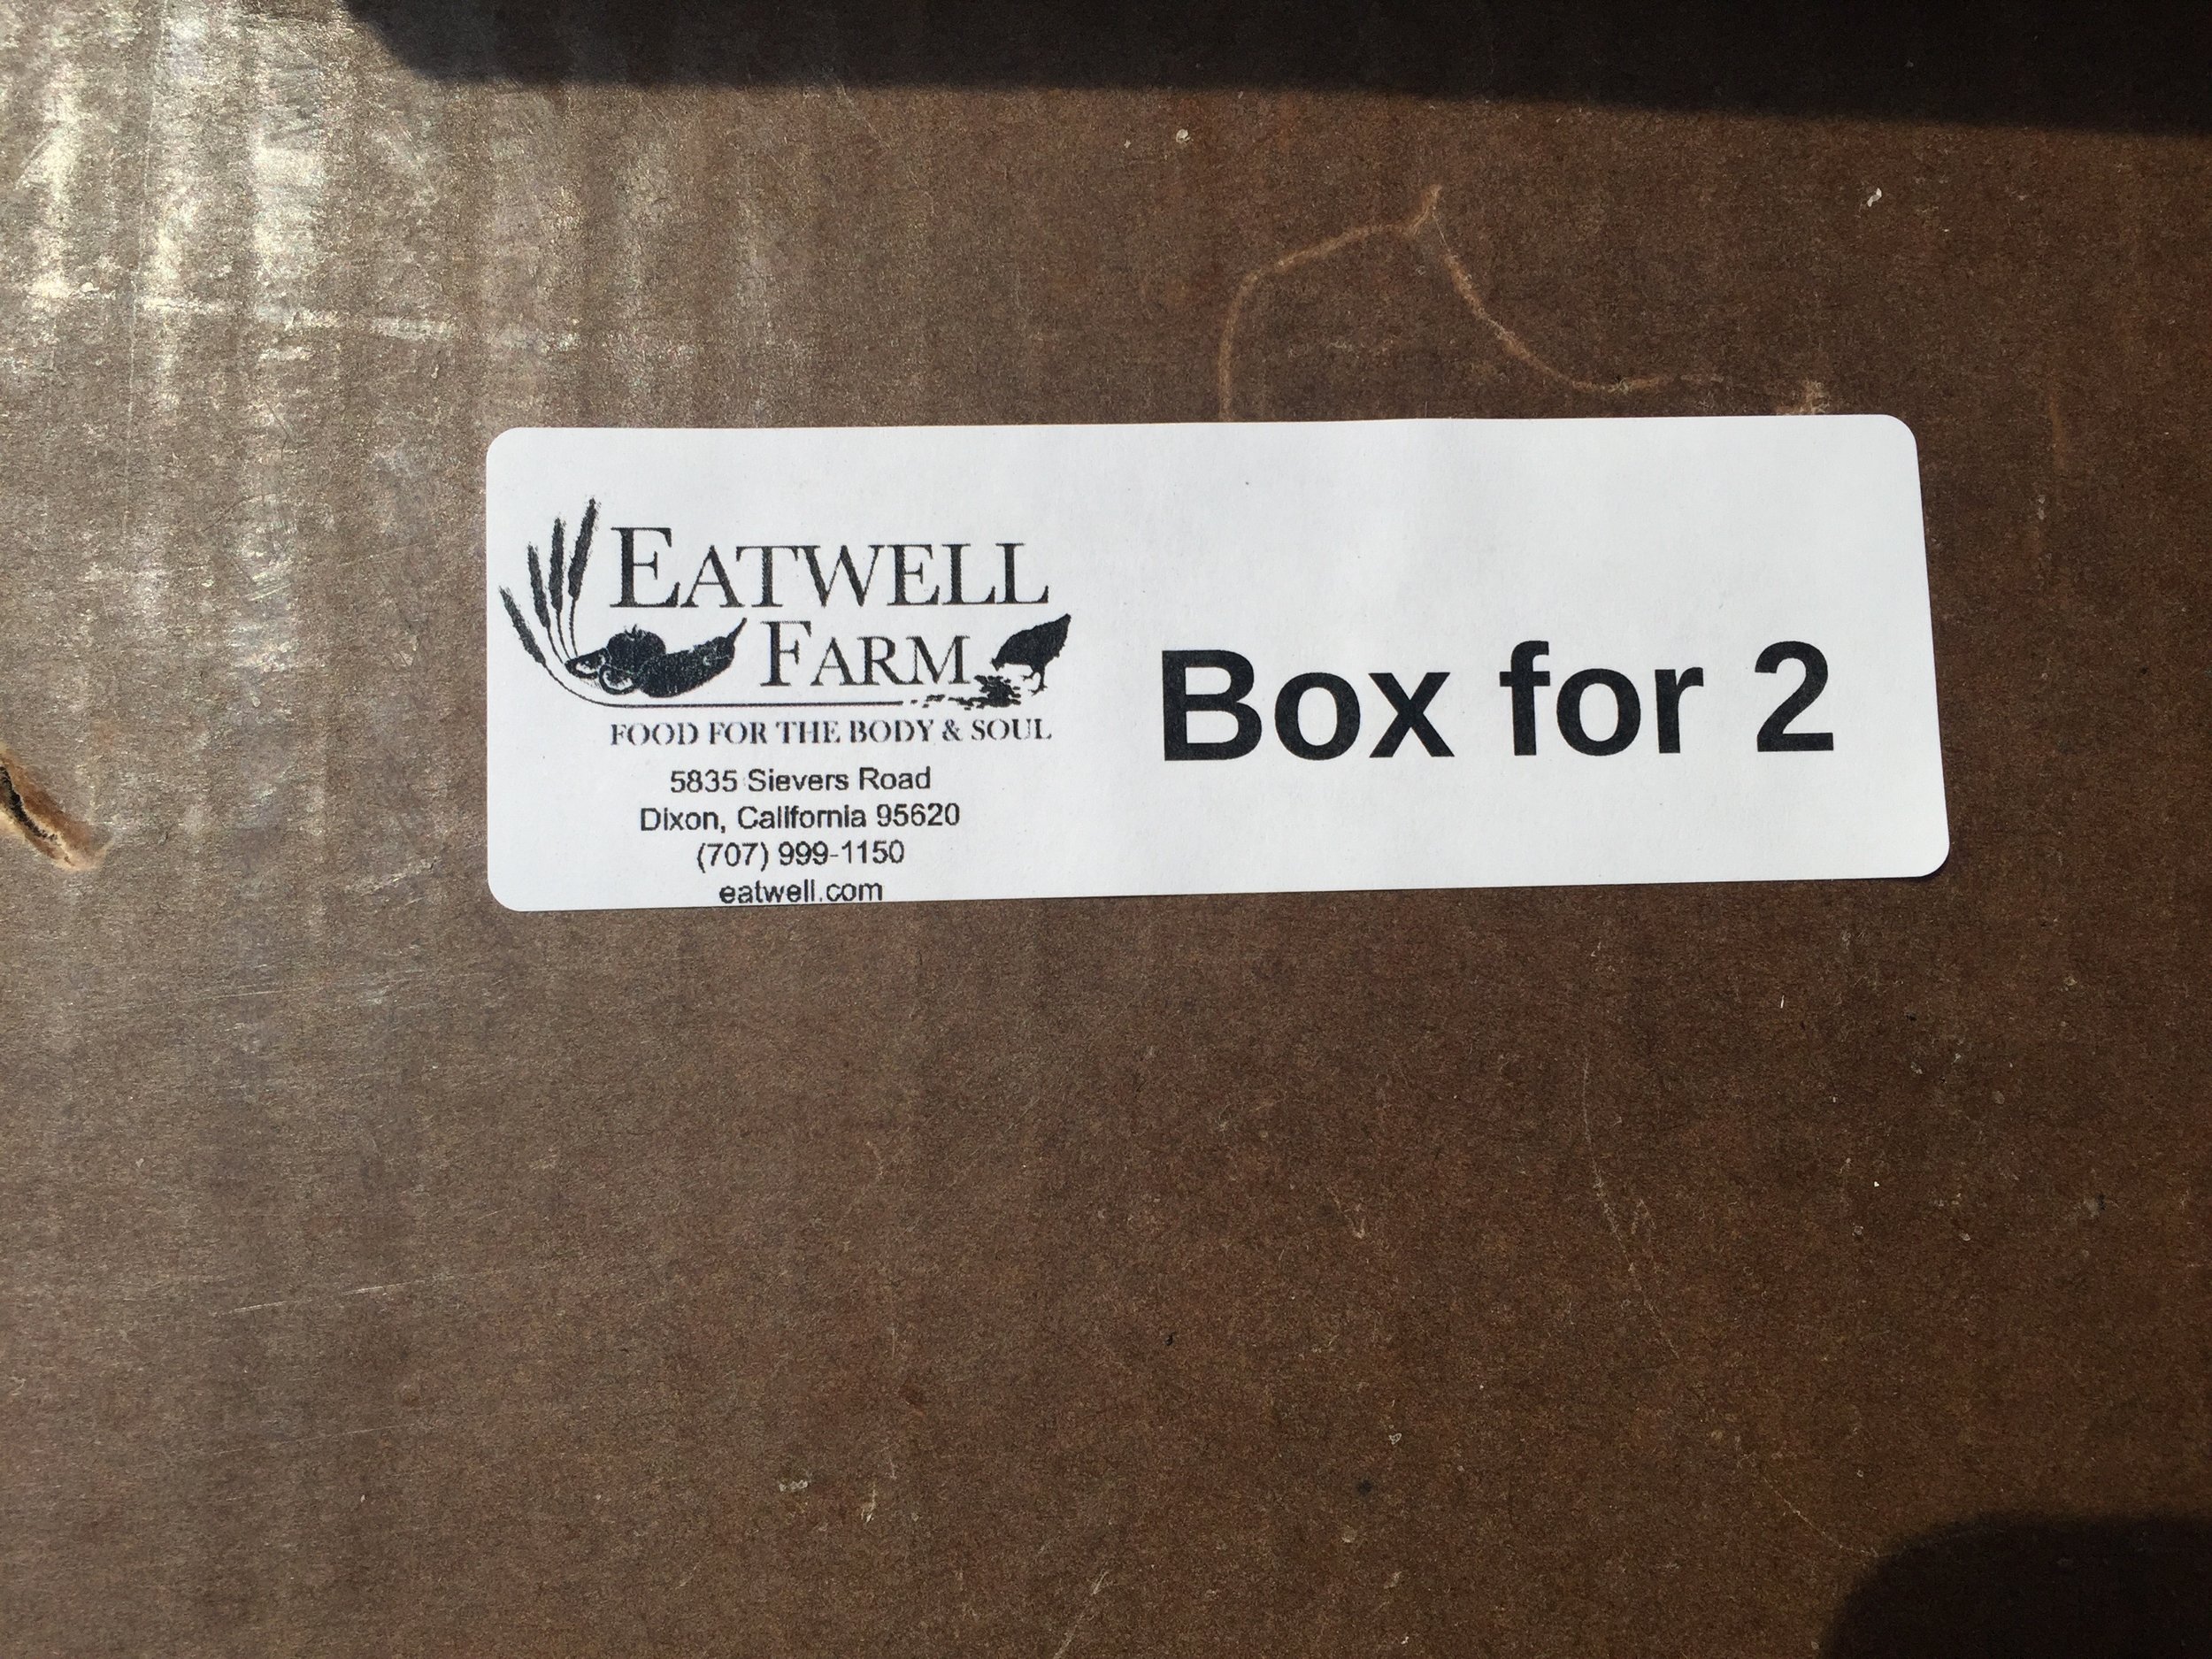 EATWELL
FARM
FOOD FOR THE BODY & SOUL
5835 Sievers Road
Dixon, California 95620
(707) 999-1150
eatwell.com
Box for 2